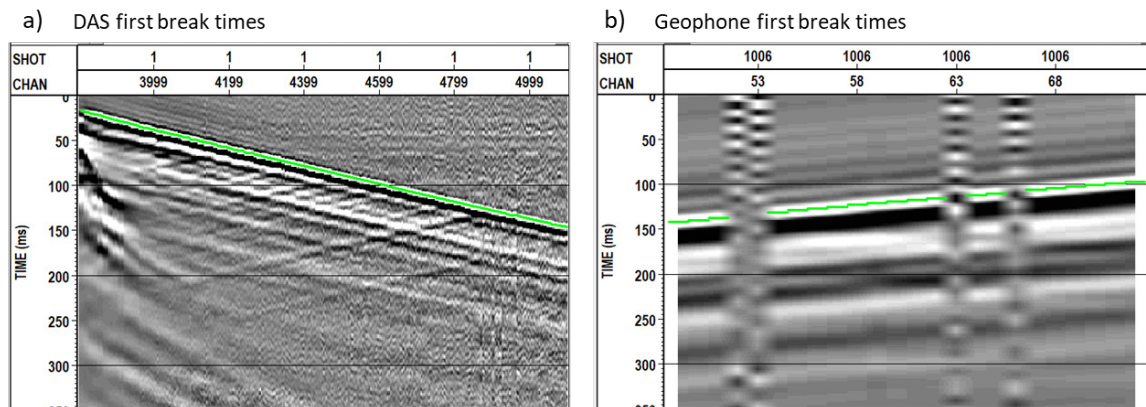 a) DAS first break times
SHOT 1 1 1 1 1 1
CHAN 3999 4199 4399 4599 4799 4999
TIME (ms)
0
50
100
150
200
250
300
b) Geophone first break times
SHOT 1006 1006 1006 1006
CHAN 53 58 63 68
TIME (ms)
0
50
100
150
200
250
300